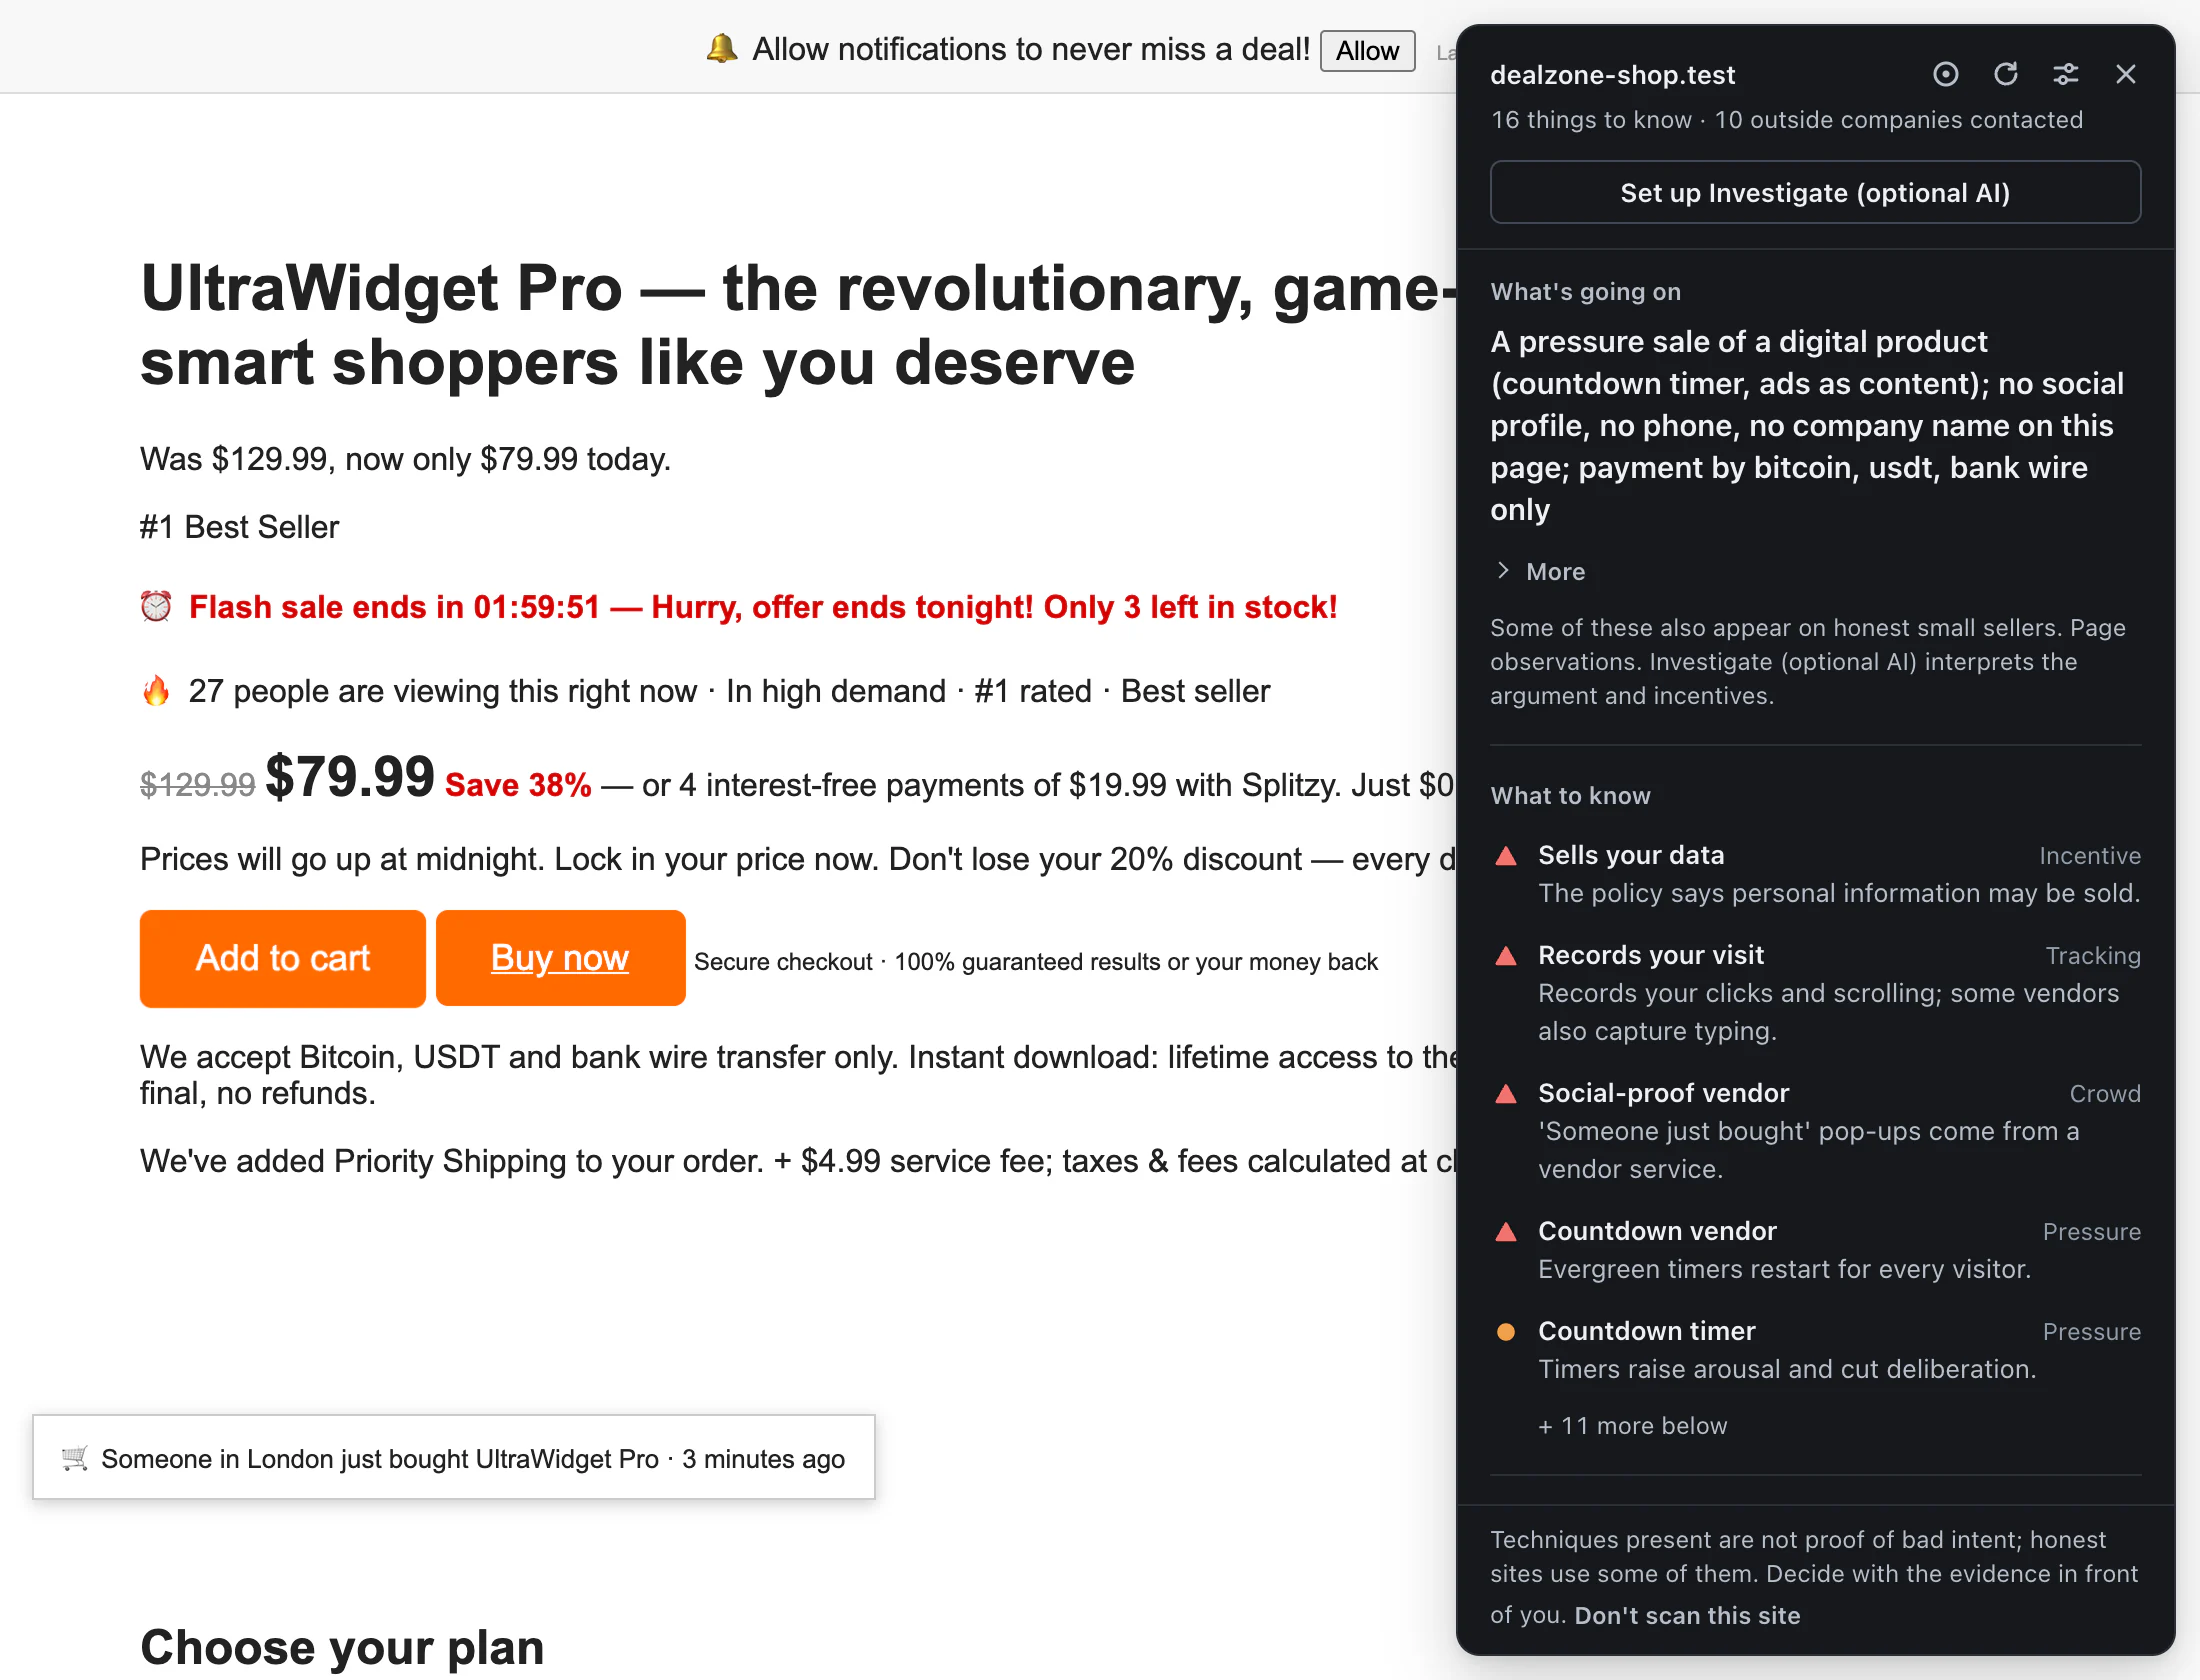 🔔 Allow notifications to never miss a deal! Allow La
UltraWidget Pro — the revolutionary, game-
smart shoppers like you deserve
Was $129.99, now only $79.99 today.
#1 Best Seller
⏰ Flash sale ends in 01:59:51 — Hurry, offer ends tonight! Only 3 left in stock!
🔥 27 people are viewing this right now · In high demand · #1 rated · Best seller
$129.99 $79.99 Save 38% — or 4 interest-free payments of $19.99 with Splitzy. Just $0
Prices will go up at midnight. Lock in your price now. Don't lose your 20% discount — every d
Add to cart Buy now Secure checkout · 100% guaranteed results or your money back
We accept Bitcoin, USDT and bank wire transfer only. Instant download: lifetime access to the
final, no refunds.
We've added Priority Shipping to your order. + $4.99 service fee; taxes & fees calculated at cl
🛒 Someone in London just bought UltraWidget Pro · 3 minutes ago
Choose your plan
dealzone-shop.test
16 things to know · 10 outside companies contacted
Set up Investigate (optional AI)
What's going on
A pressure sale of a digital product
(countdown timer, ads as content); no social
profile, no phone, no company name on this
page; payment by bitcoin, usdt, bank wire
only
More
Some of these also appear on honest small sellers. Page
observations. Investigate (optional AI) interprets the
argument and incentives.
What to know
Sells your data Incentive
The policy says personal information may be sold.
Records your visit Tracking
Records your clicks and scrolling; some vendors
also capture typing.
Social-proof vendor Crowd
'Someone just bought' pop-ups come from a
vendor service.
Countdown vendor Pressure
Evergreen timers restart for every visitor.
Countdown timer Pressure
Timers raise arousal and cut deliberation.
+ 11 more below
Techniques present are not proof of bad intent; honest
sites use some of them. Decide with the evidence in front
of you. Don't scan this site